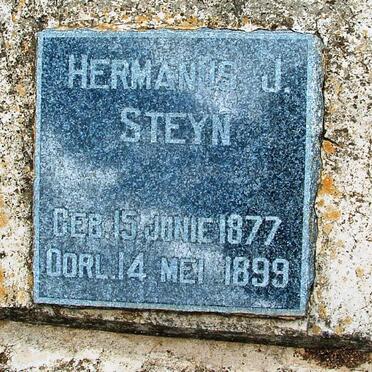 HERMANUS J.
STEYN
GEB. 15 JUNIE 1877
OORL. 14 MEI 1899